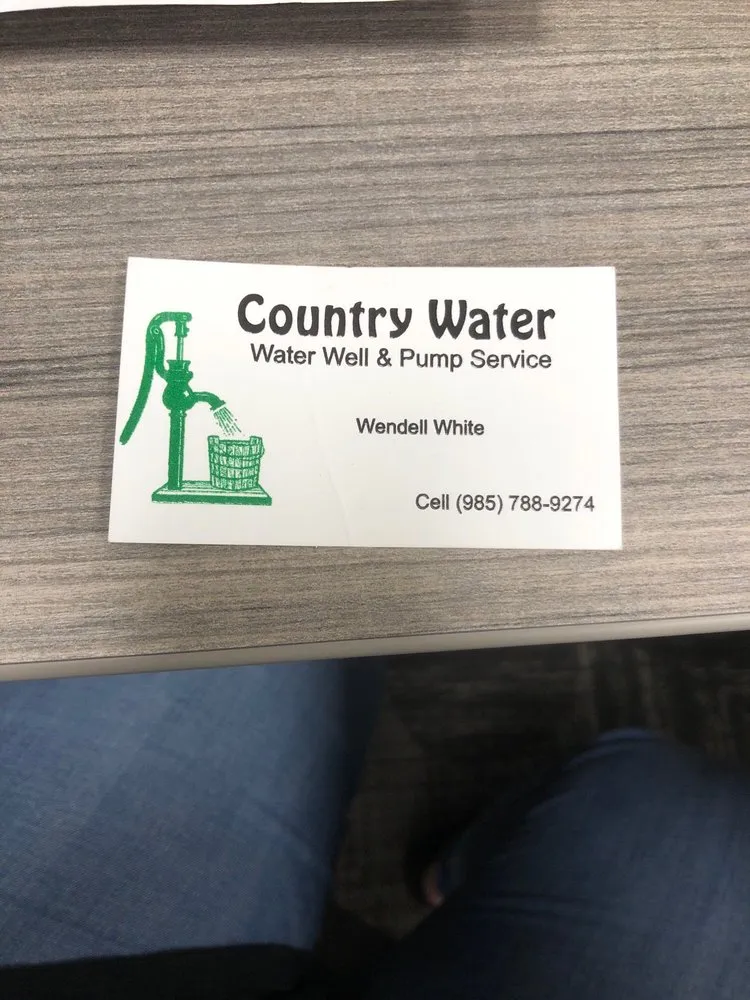 Country Water
Water Well & Pump Service
Wendell White
Cell (985) 788-9274